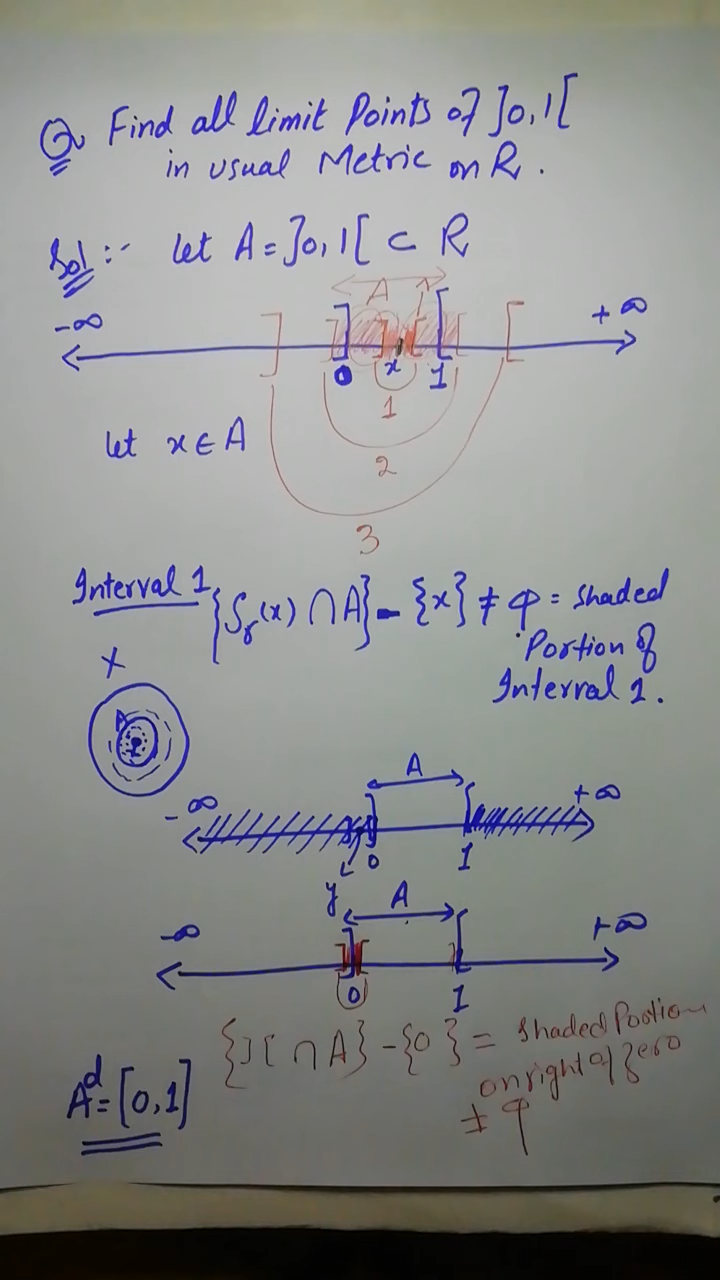 Q Find all limit Points of ]0,1[
in usual Metric on R.
Sol:- let A = ]0,1[ ⊂ R
A
-∞ +∞
0 x 1
1
let x ∈ A
2
3
Interval 1 {Sr(x) ∩ A} - {x} ≠ φ = Shaded
Portion of
Interval 1.
X
A
-∞ +∞
0 1
y
A
-∞ +∞
0 1
{][ ∩ A} - {0} = Shaded Portion
on right of Zero
≠ φ
A^d = [0,1]